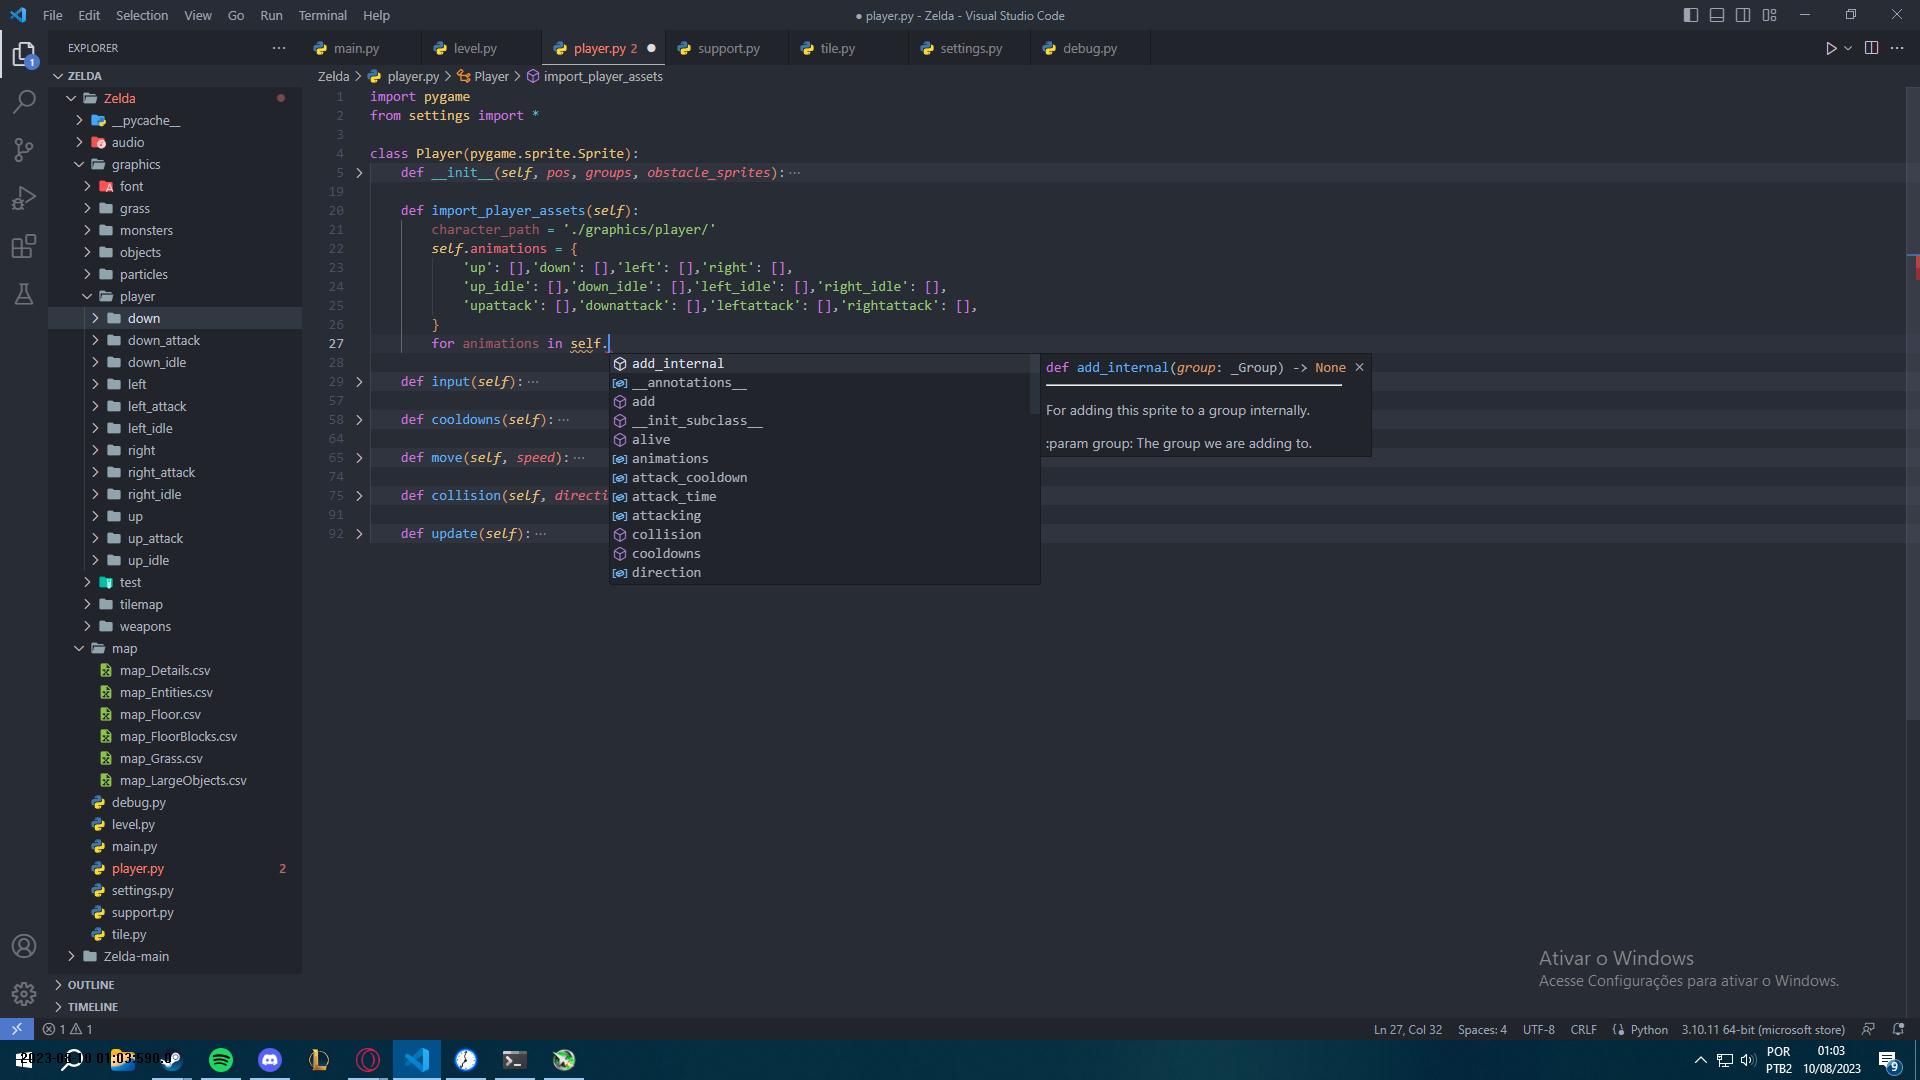 File Edit Selection View Go Run Terminal Help
● player.py - Zelda - Visual Studio Code
EXPLORER
ZELDA
Zelda
__pycache__
audio
graphics
font
grass
monsters
objects
particles
player
down
down_attack
down_idle
left
left_attack
left_idle
right
right_attack
right_idle
up
up_attack
up_idle
test
tilemap
weapons
map
map_Details.csv
map_Entities.csv
map_Floor.csv
map_FloorBlocks.csv
map_Grass.csv
map_LargeObjects.csv
debug.py
level.py
main.py
player.py 2
settings.py
support.py
tile.py
Zelda-main
OUTLINE
TIMELINE
1
main.py level.py player.py 2 support.py tile.py settings.py debug.py
Zelda > player.py > Player > import_player_assets
1 import pygame
2 from settings import *
3
4 class Player(pygame.sprite.Sprite):
5 def __init__(self, pos, groups, obstacle_sprites):···
19
20 def import_player_assets(self):
21 character_path = './graphics/player/'
22 self.animations = {
23 'up': [],'down': [],'left': [],'right': [],
24 'up_idle': [],'down_idle': [],'left_idle': [],'right_idle': [],
25 'upattack': [],'downattack': [],'leftattack': [],'rightattack': [],
26 }
27 for animations in self.
28
29 def input(self):···
57
58 def cooldowns(self):···
64
65 def move(self, speed):···
74
75 def collision(self, directi
91
92 def update(self):···
add_internal
__annotations__
add
__init_subclass__
alive
animations
attack_cooldown
attack_time
attacking
collision
cooldowns
direction
def add_internal(group: _Group) -> None
For adding this sprite to a group internally.
:param group: The group we are adding to.
Ativar o Windows
Acesse Configurações para ativar o Windows.
1 1
Ln 27, Col 32 Spaces: 4 UTF-8 CRLF Python 3.10.11 64-bit (microsoft store)
POR
PTB2
01:03
10/08/2023
9